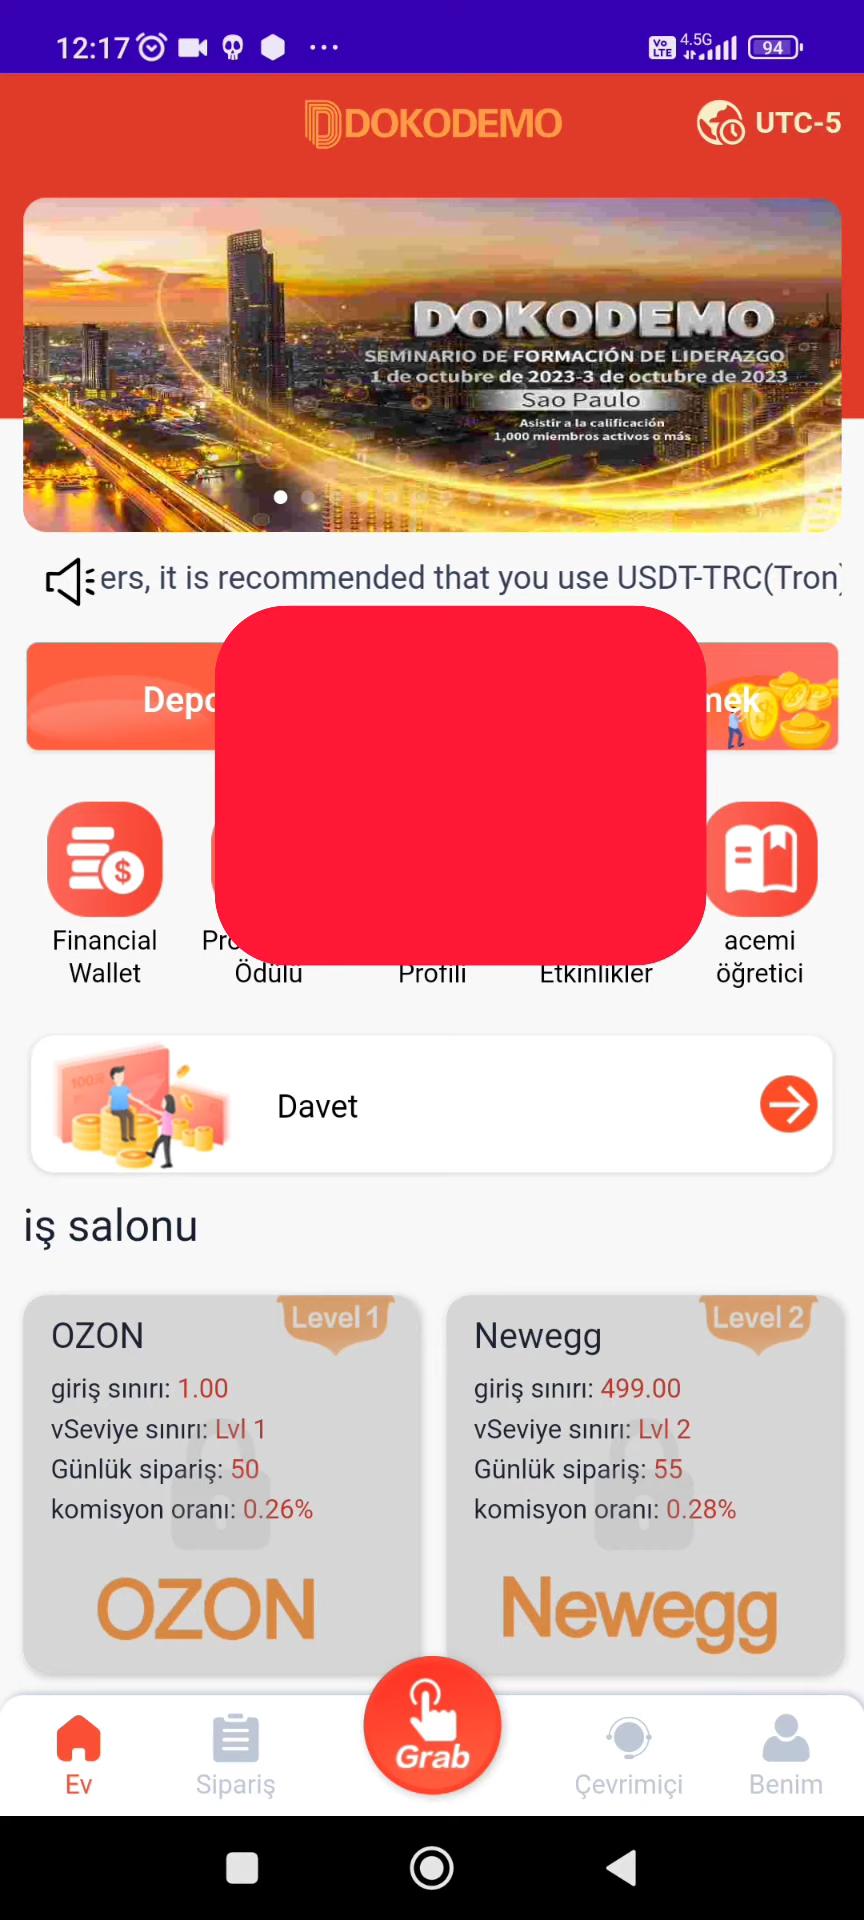 12:17
Vo LTE 4.5G 94
DOKODEMO
UTC-5
DOKODEMO
SEMINARIO DE FORMACIÓN DE LIDERAZGO
1 de octubre de 2023-3 de octubre de 2023
Sao Paulo
Asistir a la calificación
1,000 miembros activos o más
ers, it is recommended that you use USDT-TRC(Tron)
Financial
Wallet
Ödülü
Profili
Etkinlikler
acemi
öğretici
Davet
iş salonu
Level 1
OZON
giriş sınırı: 1.00
vSeviye sınırı: Lvl 1
Günlük sipariş: 50
komisyon oranı: 0.26%
OZON
Level 2
Newegg
giriş sınırı: 499.00
vSeviye sınırı: Lvl 2
Günlük sipariş: 55
komisyon oranı: 0.28%
Newegg
Ev
Sipariş
Grab
Çevrimiçi
Benim